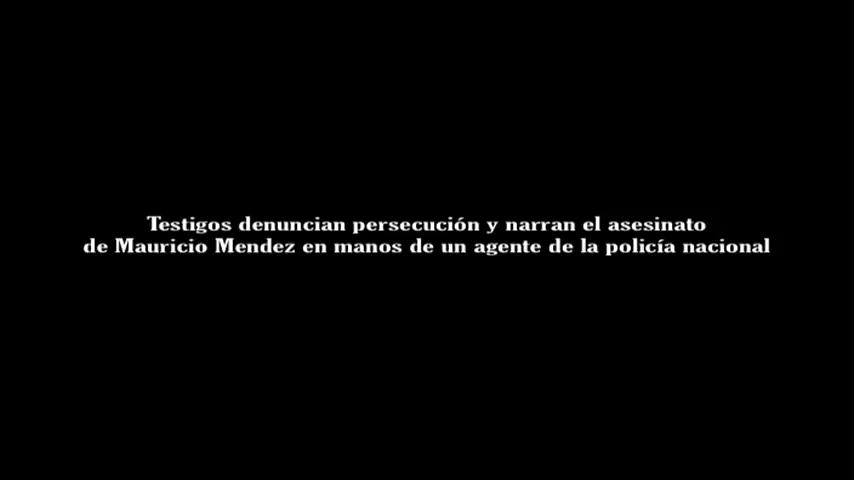 Testigos denuncian persecución y narran el asesinato
de Mauricio Mendez en manos de un agente de la policía nacional